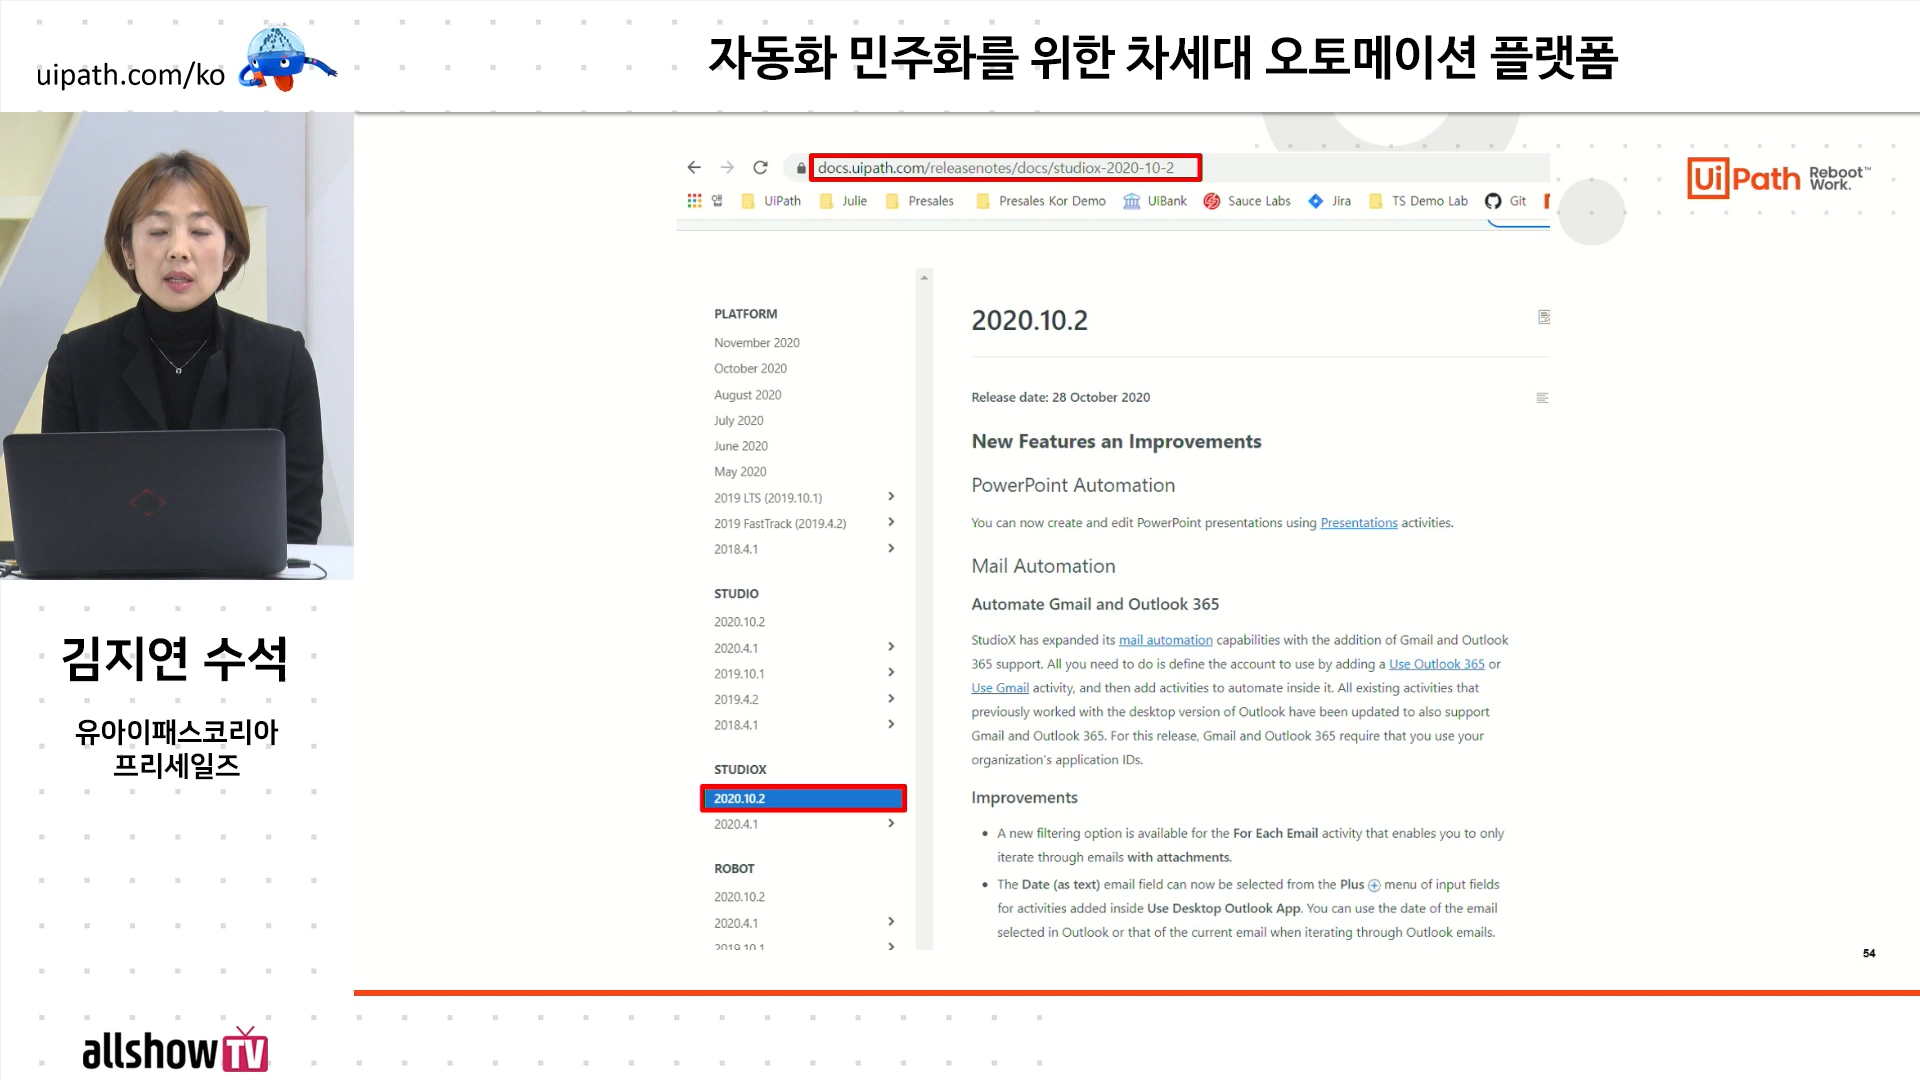 uipath.com/ko
자동화 민주화를 위한 차세대 오토메이션 플랫폼
docs.uipath.com/releasenotes/docs/studiox-2020-10-2
앱 UiPath Julie Presales Presales Kor Demo UiBank Sauce Labs Jira TS Demo Lab Git
UiPath Reboot Work.™
PLATFORM
November 2020
October 2020
August 2020
July 2020
June 2020
May 2020
2019 LTS (2019.10.1)
2019 FastTrack (2019.4.2)
2018.4.1
STUDIO
2020.10.2
2020.4.1
2019.10.1
2019.4.2
2018.4.1
STUDIOX
2020.10.2
2020.4.1
ROBOT
2020.10.2
2020.4.1
2019.10.1
2020.10.2
Release date: 28 October 2020
New Features an Improvements
PowerPoint Automation
You can now create and edit PowerPoint presentations using Presentations activities.
Mail Automation
Automate Gmail and Outlook 365
StudioX has expanded its mail automation capabilities with the addition of Gmail and Outlook
365 support. All you need to do is define the account to use by adding a Use Outlook 365 or
Use Gmail activity, and then add activities to automate inside it. All existing activities that
previously worked with the desktop version of Outlook have been updated to also support
Gmail and Outlook 365. For this release, Gmail and Outlook 365 require that you use your
organization's application IDs.
Improvements
• A new filtering option is available for the For Each Email activity that enables you to only
iterate through emails with attachments.
• The Date (as text) email field can now be selected from the Plus ⊕ menu of input fields
for activities added inside Use Desktop Outlook App. You can use the date of the email
selected in Outlook or that of the current email when iterating through Outlook emails.
54
김지연 수석
유아이패스코리아
프리세일즈
allshow TV